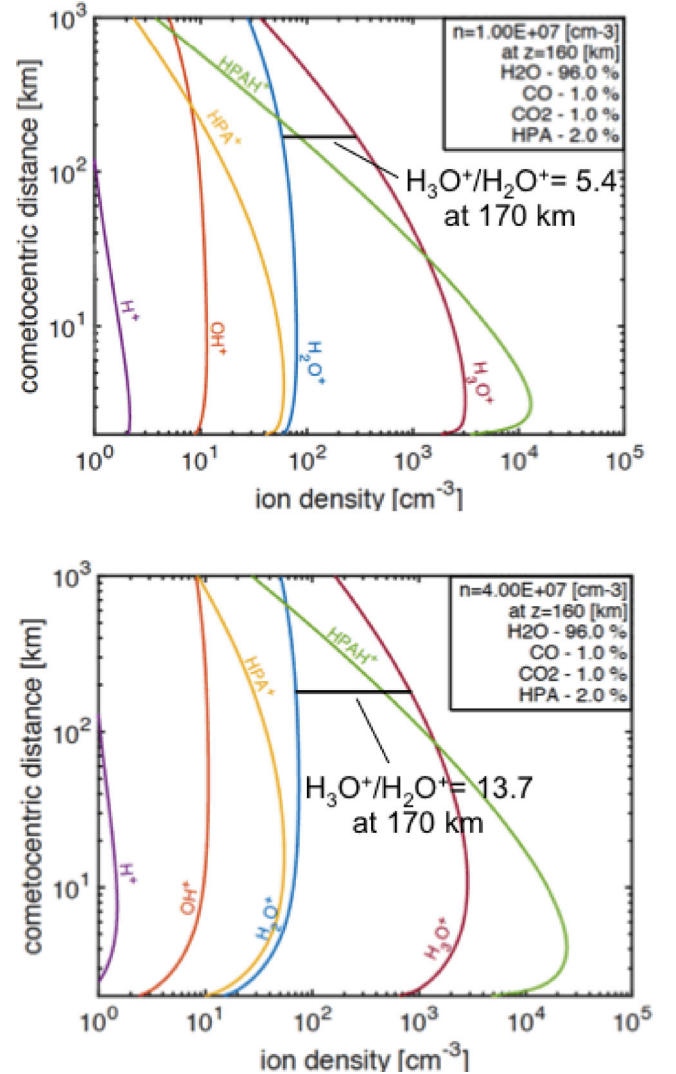 10³
10²
10¹
cometocentric distance [km]
n=1.00E+07 [cm-3]
at z=160 [km]
H2O - 96.0 %
CO - 1.0 %
CO2 - 1.0 %
HPA - 2.0 %
HPAH⁺
HPA⁺
H₃O⁺/H₂O⁺= 5.4
at 170 km
H⁺
OH⁺
H₂O⁺
H₃O⁺
10⁰ 10¹ 10² 10³ 10⁴ 10⁵
ion density [cm⁻³]
10³
10²
10¹
cometocentric distance [km]
n=4.00E+07 [cm-3]
at z=160 [km]
H2O - 96.0 %
CO - 1.0 %
CO2 - 1.0 %
HPA - 2.0 %
HPAH⁺
HPA⁺
H₃O⁺/H₂O⁺= 13.7
at 170 km
H⁺
OH⁺
H₂O⁺
H₃O⁺
10⁰ 10¹ 10² 10³ 10⁴ 10⁵
ion density [cm⁻³]